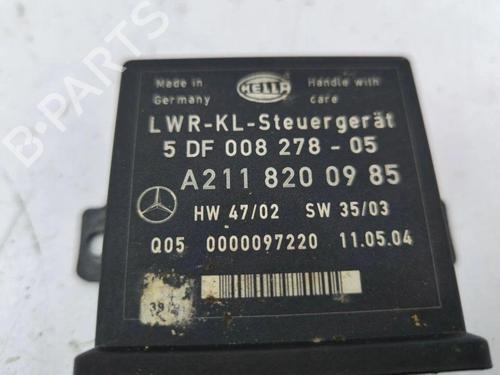 Made in
Germany
HELLA
Handle with
care
LWR-KL-Steuergerät
5 DF 008 278 - 05
A211 820 09 85
HW 47/02 SW 35/03
Q05 0000097220 11.05.04
B-PARTS